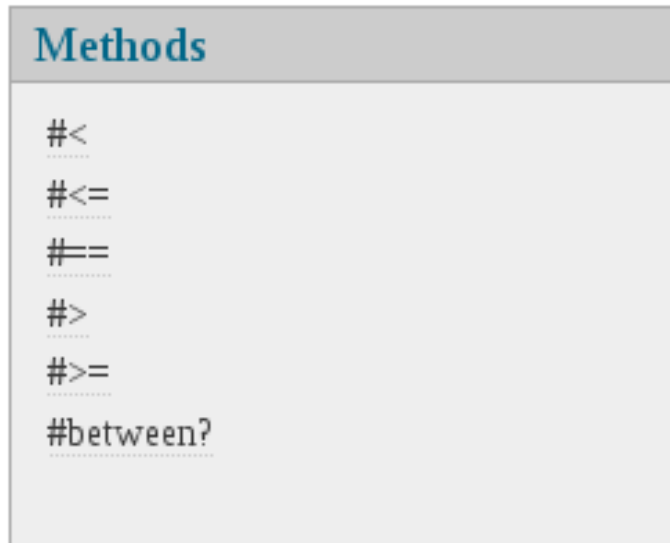 Methods
#<
#<=
#==
#>
#>=
#between?